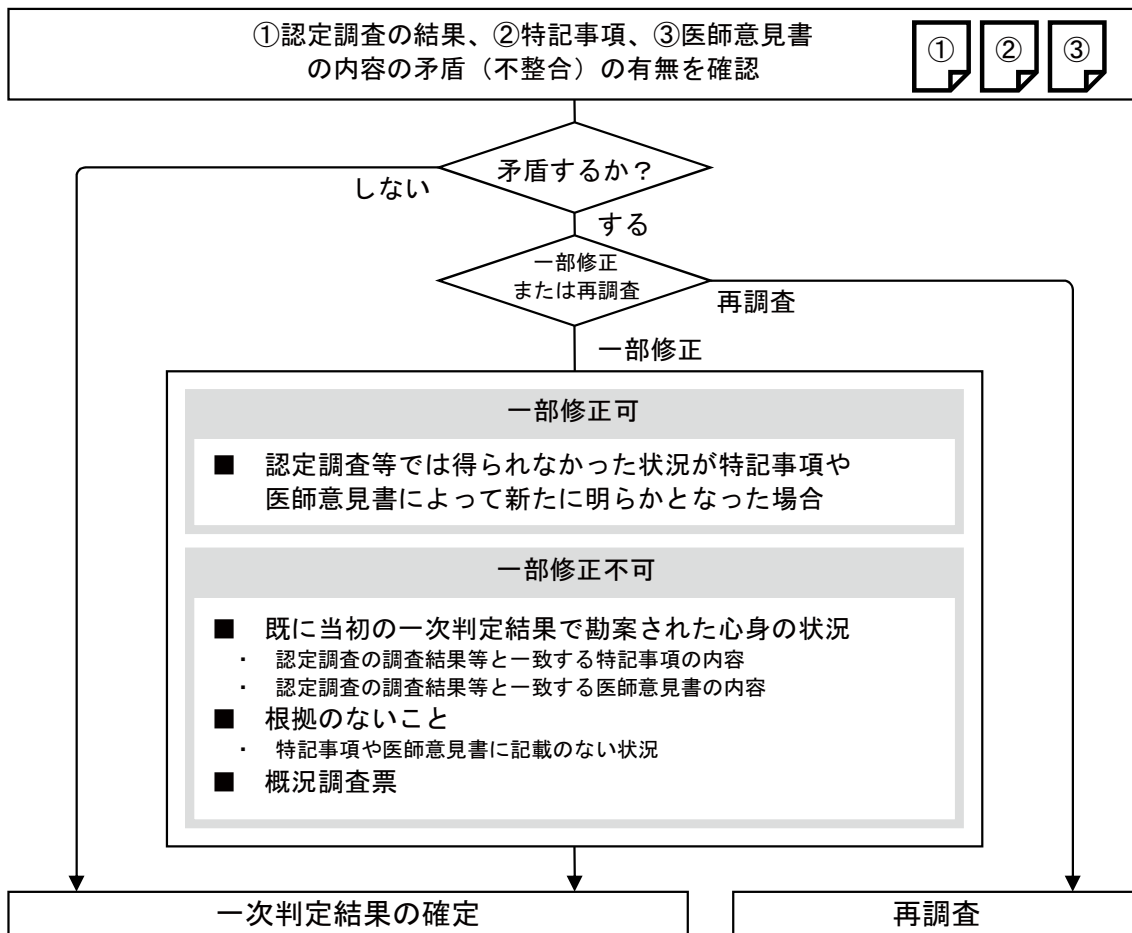 ①認定調査の結果、②特記事項、③医師意見書
の内容の矛盾（不整合）の有無を確認
① ② ③
矛盾するか？
しない
する
一部修正
または再調査
再調査
一部修正
一部修正可
■ 認定調査等では得られなかった状況が特記事項や
医師意見書によって新たに明らかとなった場合
一部修正不可
■ 既に当初の一次判定結果で勘案された心身の状況
・ 認定調査の調査結果等と一致する特記事項の内容
・ 認定調査の調査結果等と一致する医師意見書の内容
■ 根拠のないこと
・ 特記事項や医師意見書に記載のない状況
■ 概況調査票
一次判定結果の確定
再調査